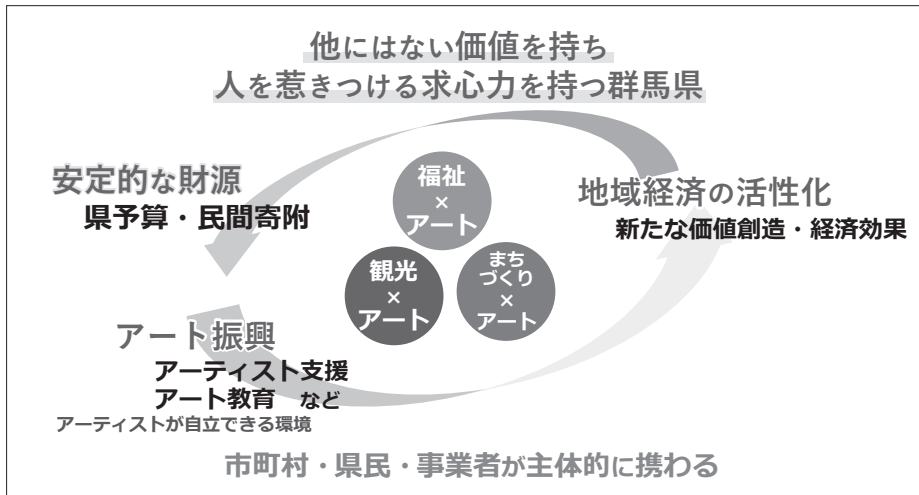 他にはない価値を持ち
人を惹きつける求心力を持つ群馬県
安定的な財源
県予算・民間寄附
福祉
×
アート
地域経済の活性化
新たな価値創造・経済効果
観光
×
アート
まち
づくり
×
アート
アート振興
アーティスト支援
アート教育 など
アーティストが自立できる環境
市町村・県民・事業者が主体的に携わる